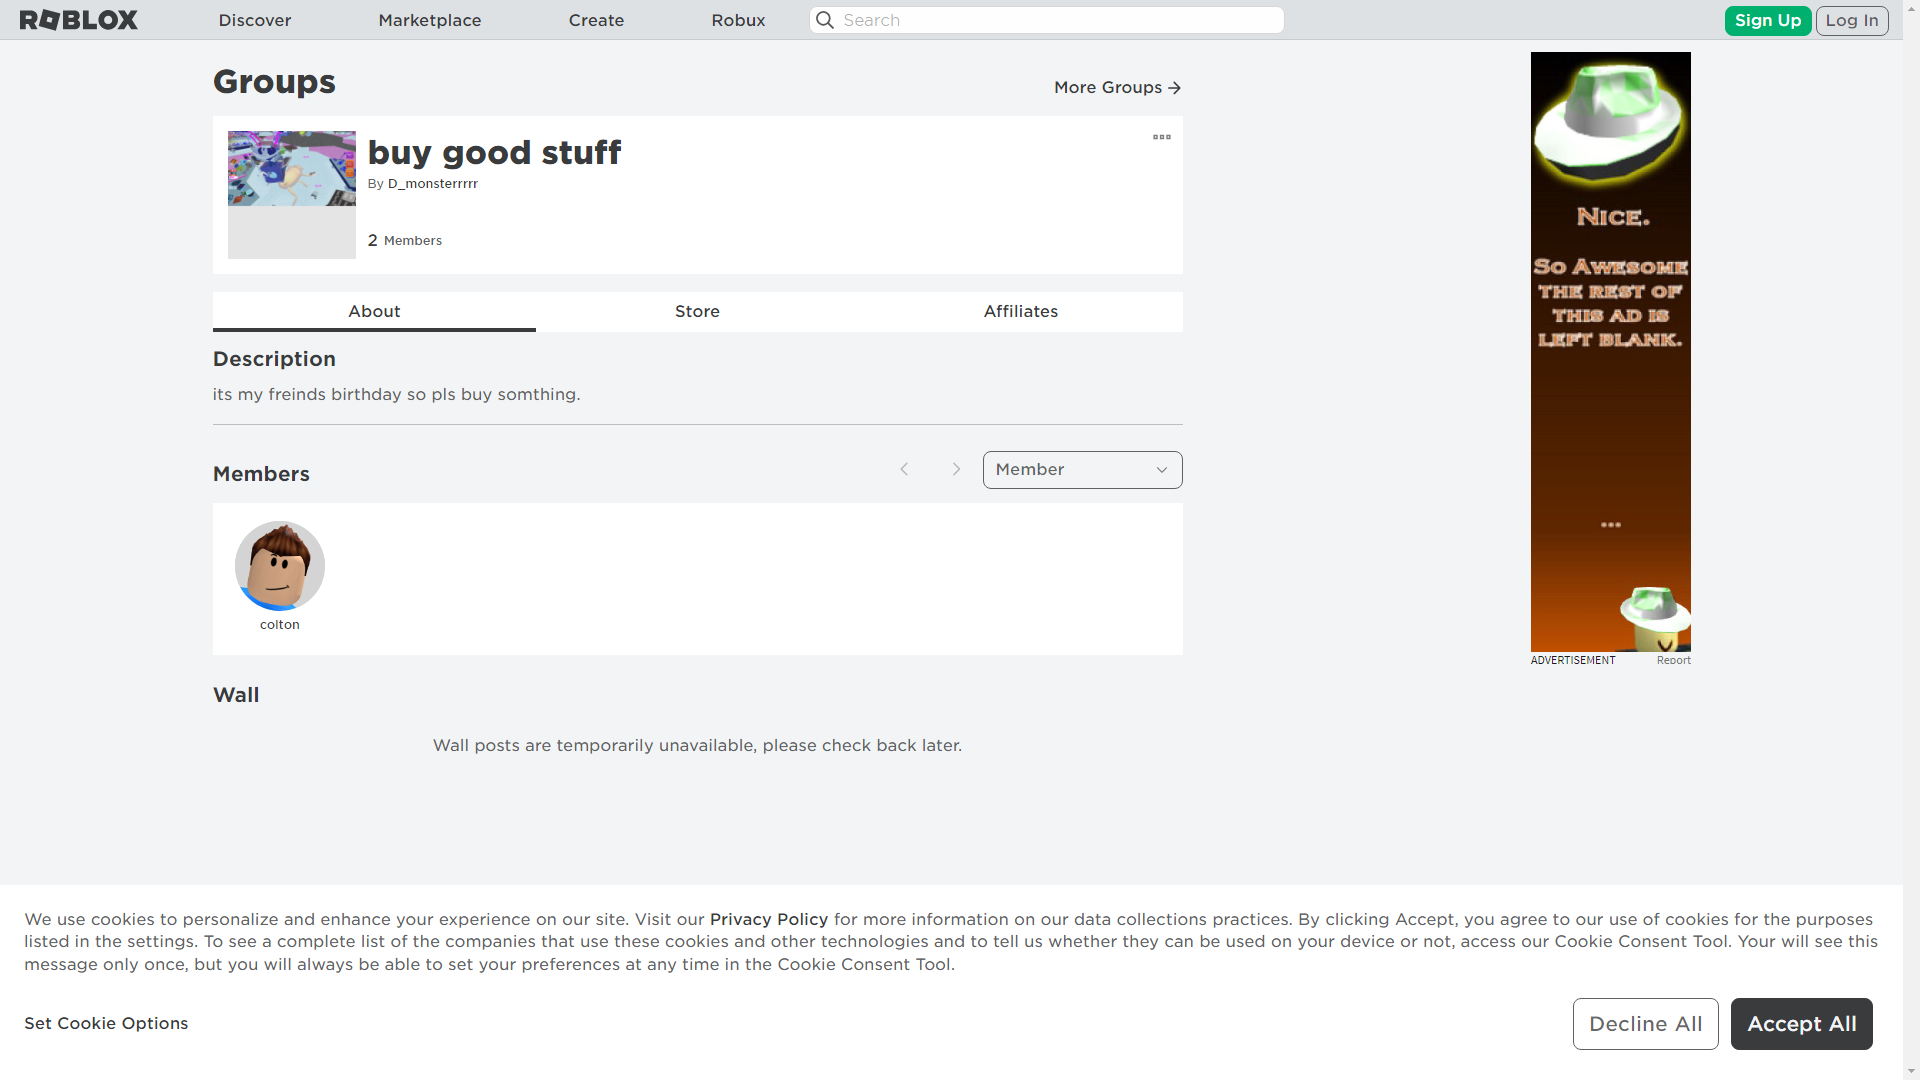 ROBLOX
Discover
Marketplace
Create
Robux
Search
Sign Up
Log In
Groups
More Groups
buy good stuff
By D_monsterrrrr
2 Members
About
Store
Affiliates
Description
its my freinds birthday so pls buy somthing.
Members
Member
colton
Wall
Wall posts are temporarily unavailable, please check back later.
NICE.
SO AWESOME
THE REST OF
THIS AD IS
LEFT BLANK.
...
ADVERTISEMENT
Report
We use cookies to personalize and enhance your experience on our site. Visit our Privacy Policy for more information on our data collections practices. By clicking Accept, you agree to our use of cookies for the purposes
listed in the settings. To see a complete list of the companies that use these cookies and other technologies and to tell us whether they can be used on your device or not, access our Cookie Consent Tool. Your will see this
message only once, but you will always be able to set your preferences at any time in the Cookie Consent Tool.
Set Cookie Options
Decline All
Accept All